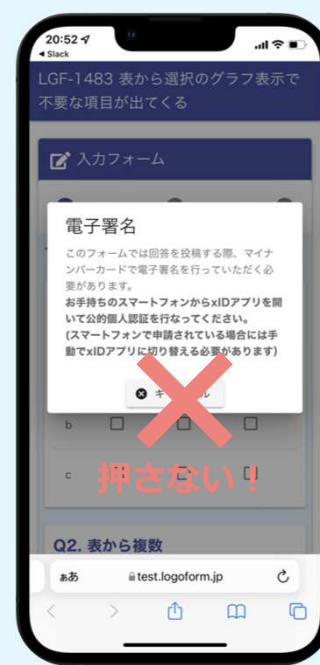 20:52
◀ Slack
LGF-1483 表から選択のグラフ表示で
不要な項目が出てくる
入力フォーム
電子署名
このフォームでは回答を投稿する際、マイナ
ンバーカードで電子署名を行っていただく必
要があります。
お手持ちのスマートフォンからxIDアプリを開
いて公的個人認証を行なってください。
(スマートフォンで申請されている場合には手
動でxIDアプリに切り替える必要があります)
キ ル
b
押さない！
c
Q2. 表から複数
ぁあ
test.logoform.jp